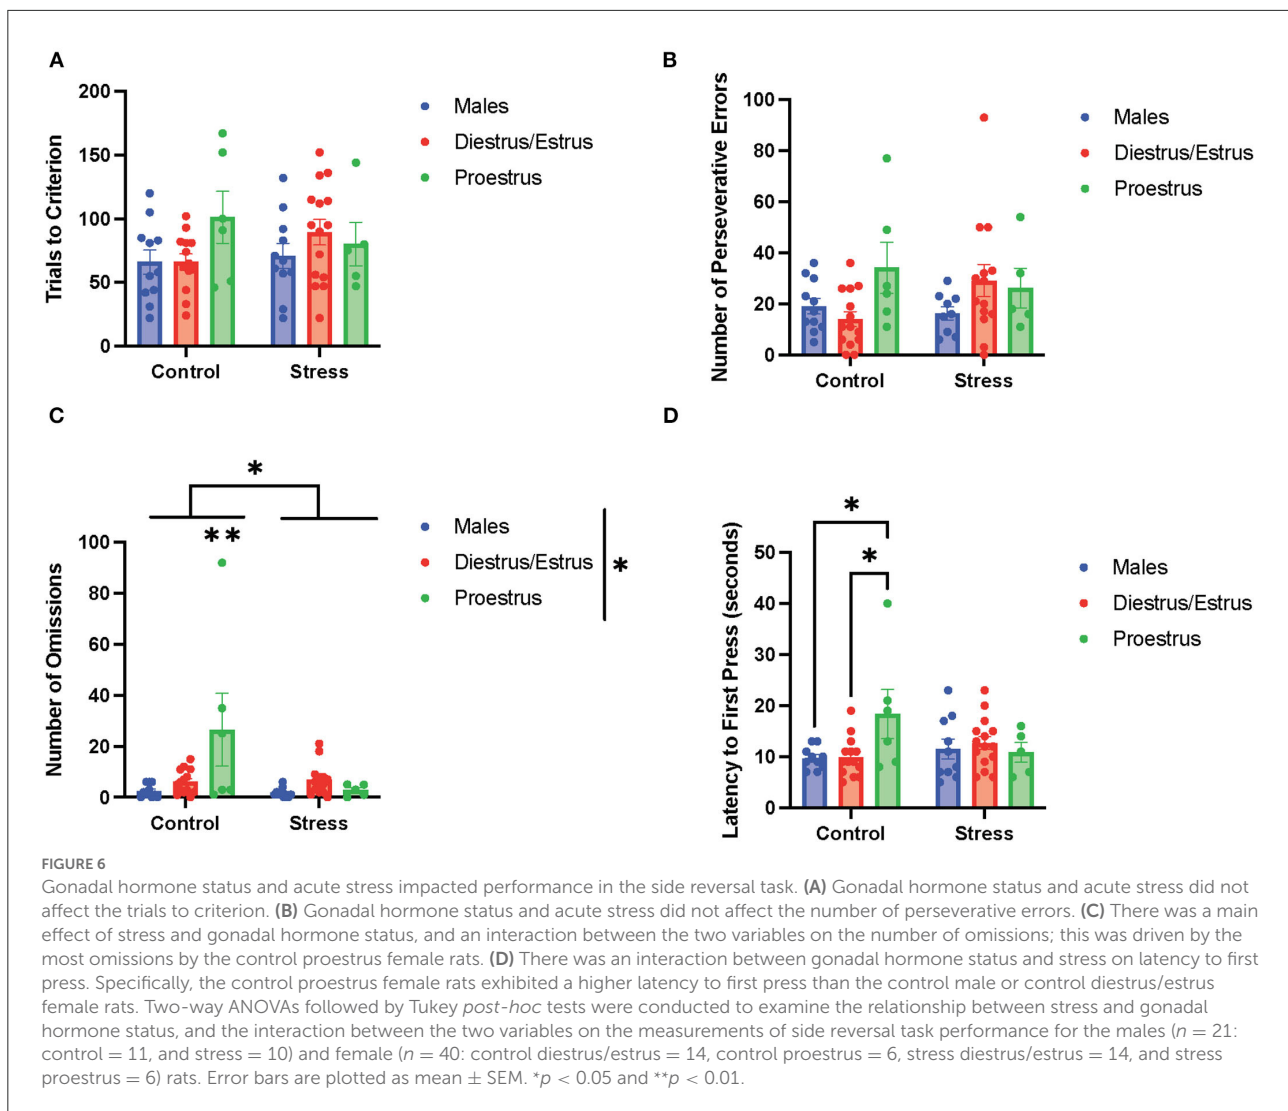 A
Trials to Criterion
200
150
100
50
0
Control
Stress
Males
Diestrus/Estrus
Proestrus
B
Number of Perseverative Errors
100
80
60
40
20
0
Control
Stress
Males
Diestrus/Estrus
Proestrus
C
*
**
Number of Omissions
100
80
60
40
20
0
Control
Stress
Males
Diestrus/Estrus
Proestrus
*
D
*
*
Latency to First Press (seconds)
50
40
30
20
10
0
Control
Stress
Males
Diestrus/Estrus
Proestrus
FIGURE 6
Gonadal hormone status and acute stress impacted performance in the side reversal task. (A) Gonadal hormone status and acute stress did not
affect the trials to criterion. (B) Gonadal hormone status and acute stress did not affect the number of perseverative errors. (C) There was a main
effect of stress and gonadal hormone status, and an interaction between the two variables on the number of omissions; this was driven by the
most omissions by the control proestrus female rats. (D) There was an interaction between gonadal hormone status and stress on latency to first
press. Specifically, the control proestrus female rats exhibited a higher latency to first press than the control male or control diestrus/estrus
female rats. Two-way ANOVAs followed by Tukey post-hoc tests were conducted to examine the relationship between stress and gonadal
hormone status, and the interaction between the two variables on the measurements of side reversal task performance for the males (n = 21:
control = 11, and stress = 10) and female (n = 40: control diestrus/estrus = 14, control proestrus = 6, stress diestrus/estrus = 14, and stress
proestrus = 6) rats. Error bars are plotted as mean ± SEM. *p < 0.05 and **p < 0.01.